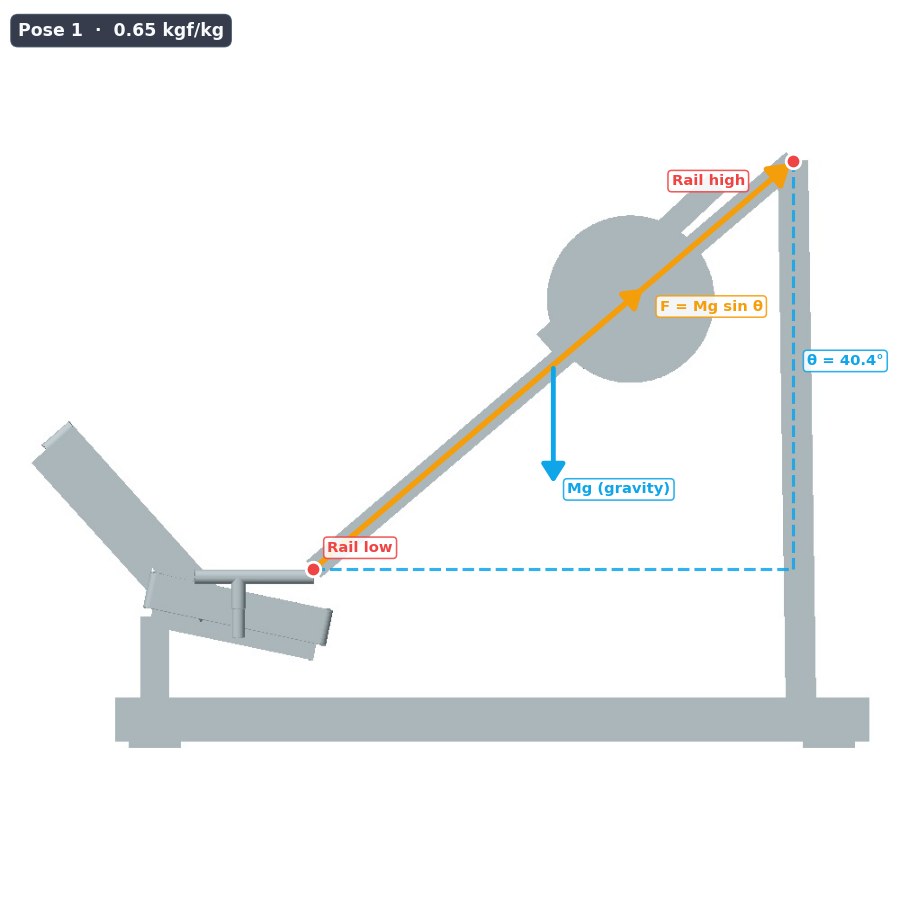 Pose 1 · 0.65 kgf/kg
Rail high
F = Mg sin θ
θ = 40.4°
Mg (gravity)
Rail low